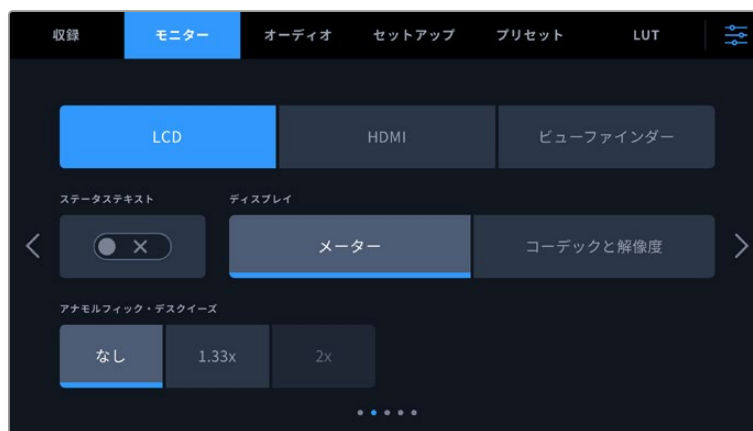 収録 モニター オーディオ セットアップ プリセット LUT
LCD HDMI ビューファインダー
ステータステキスト ディスプレイ
メーター コーデックと解像度
アナモルフィック・デスクイーズ
なし 1.33x 2x